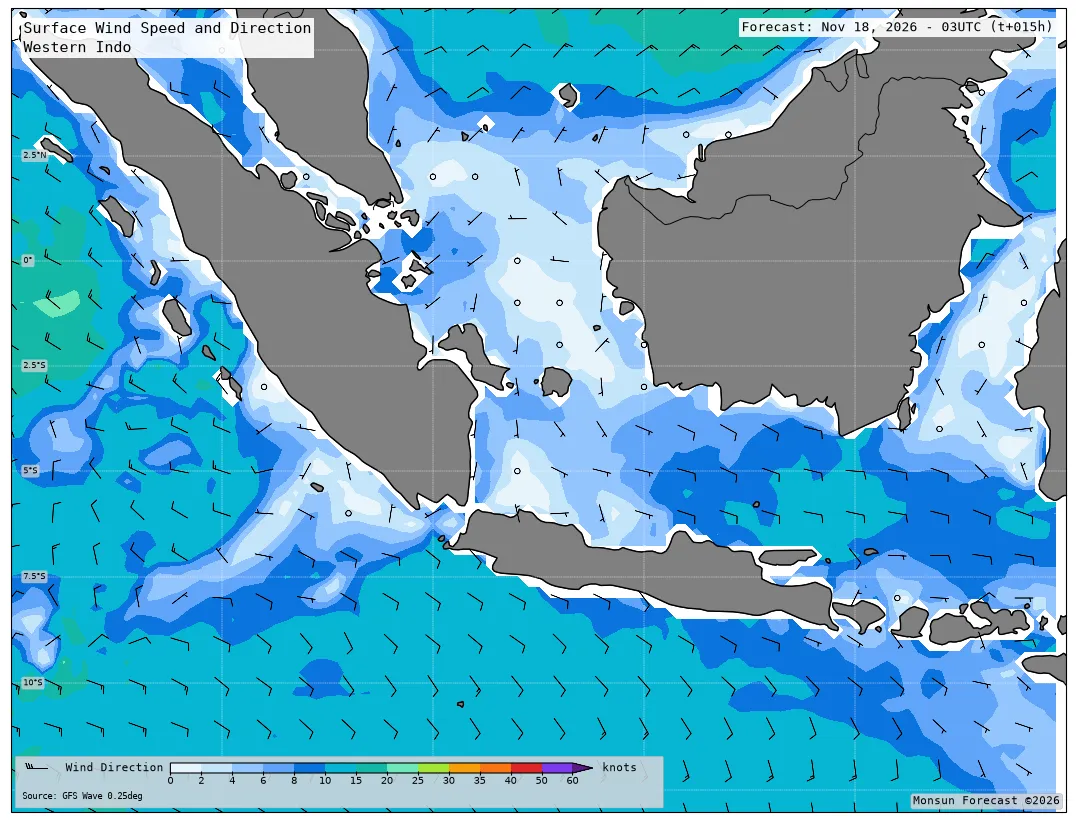 Surface Wind Speed and Direction
Western Indo
Forecast: Nov 18, 2026 - 03UTC (t+015h)
2.5°N
0°
2.5°S
5°S
7.5°S
10°S
Wind Direction
0 2 4 6 8 10 15 20 25 30 35 40 50 60
knots
Source: GFS Wave 0.25deg
Monsun Forecast ©2026